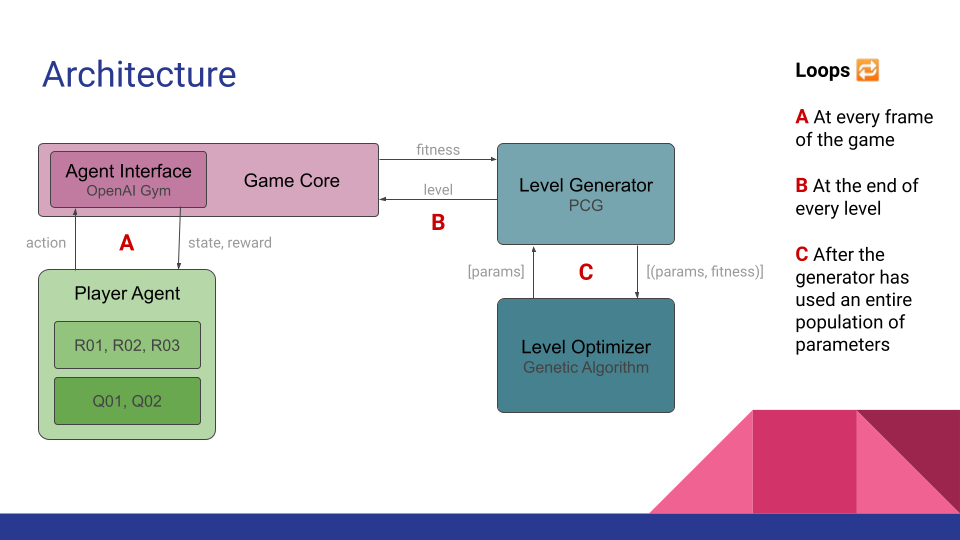 Architecture
Agent Interface
OpenAI Gym
Game Core
fitness
level
B
Level Generator
PCG
action
A
state, reward
[params]
C
[(params, fitness)]
Player Agent
R01, R02, R03
Q01, Q02
Level Optimizer
Genetic Algorithm
Loops 🔁
A At every frame
of the game
B At the end of
every level
C After the
generator has
used an entire
population of
parameters